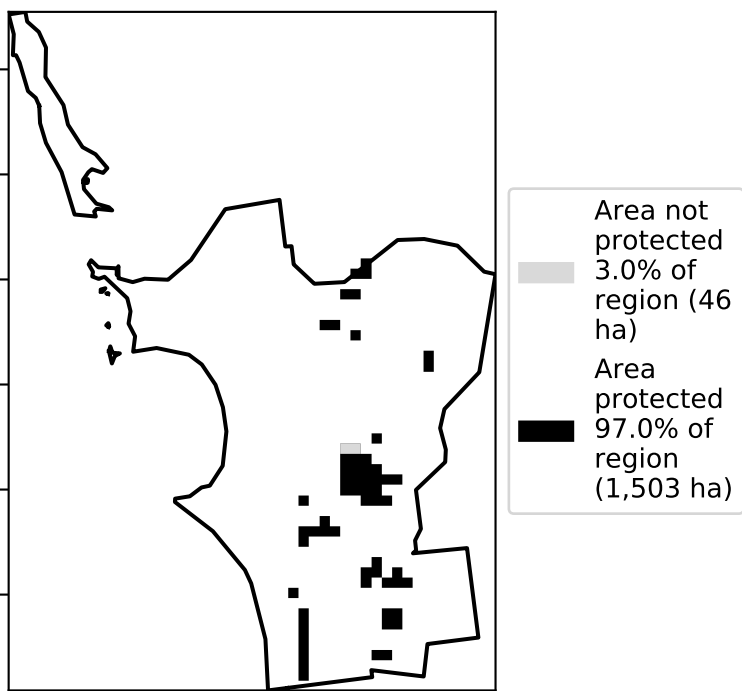 Area not
protected
3.0% of
region (46
ha)
Area
protected
97.0% of
region
(1,503 ha)